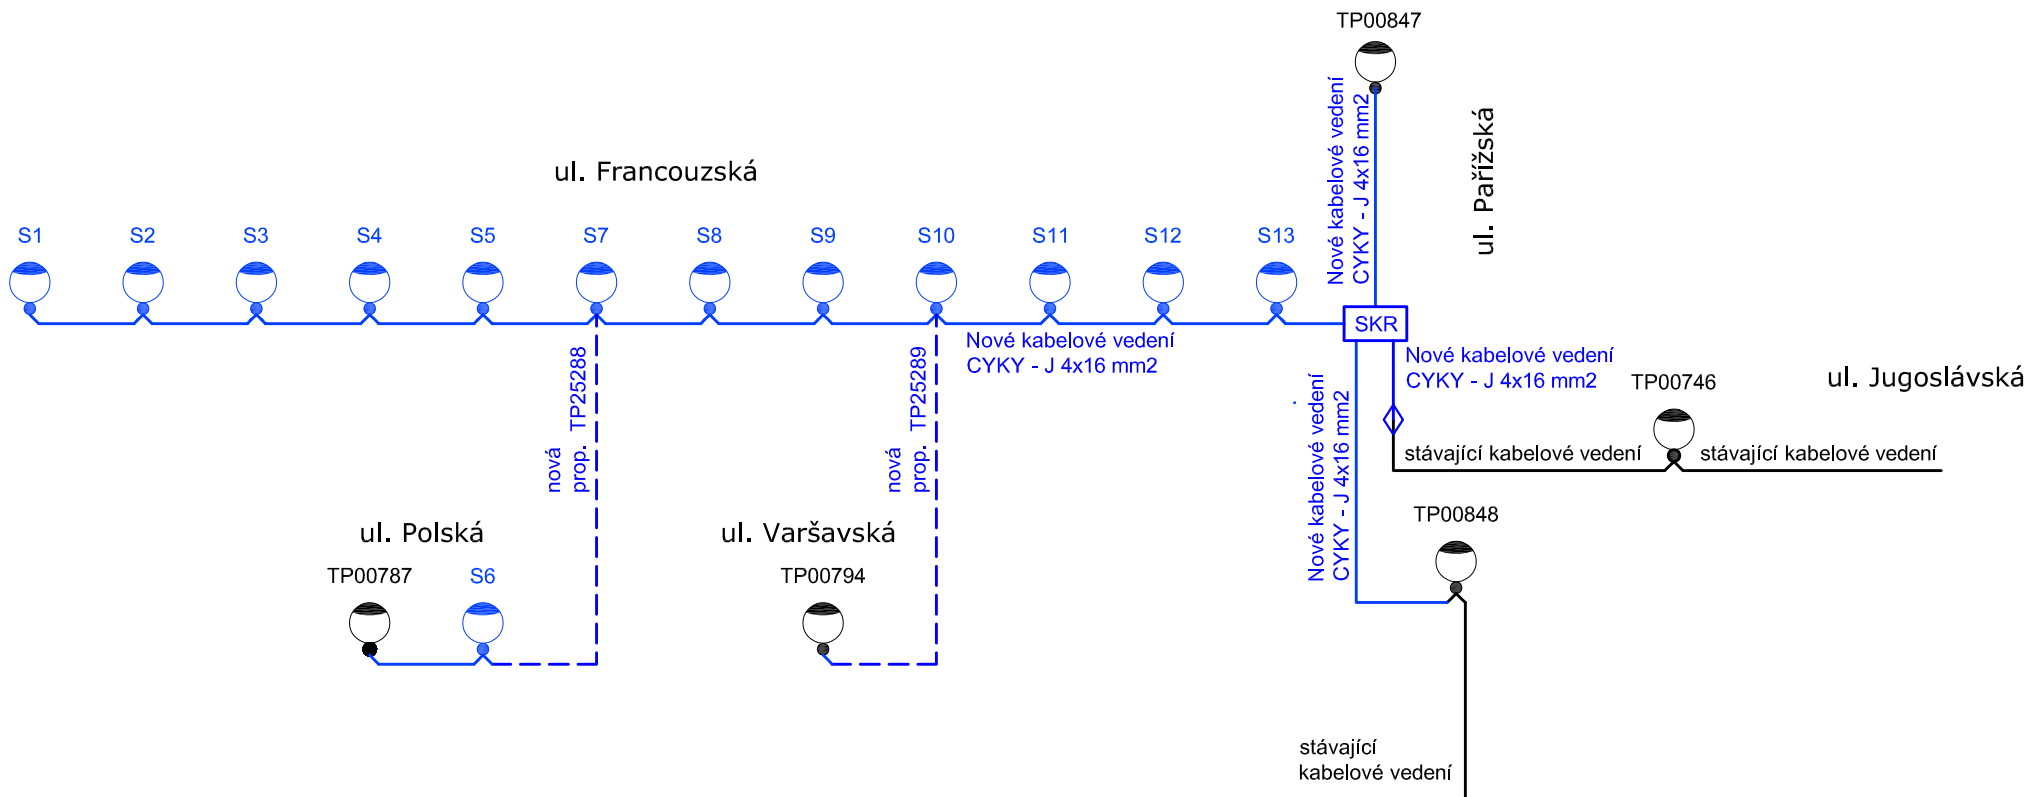 TP00847
Nové kabelové vedení
CYKY - J 4x16 mm2
ul. Pařížská
ul. Francouzská
S1
S2
S3
S4
S5
S7
S8
S9
S10
S11
S12
S13
SKR
Nové kabelové vedení
CYKY - J 4x16 mm2
Nové kabelové vedení
CYKY - J 4x16 mm2
TP00746
ul. Jugoslávská
nová
prop. TP25288
nová
prop. TP25289
Nové kabelové vedení
CYKY - J 4x16 mm2
stávající kabelové vedení
stávající kabelové vedení
TP00848
ul. Polská
ul. Varšavská
TP00787
S6
TP00794
stávající
kabelové vedení